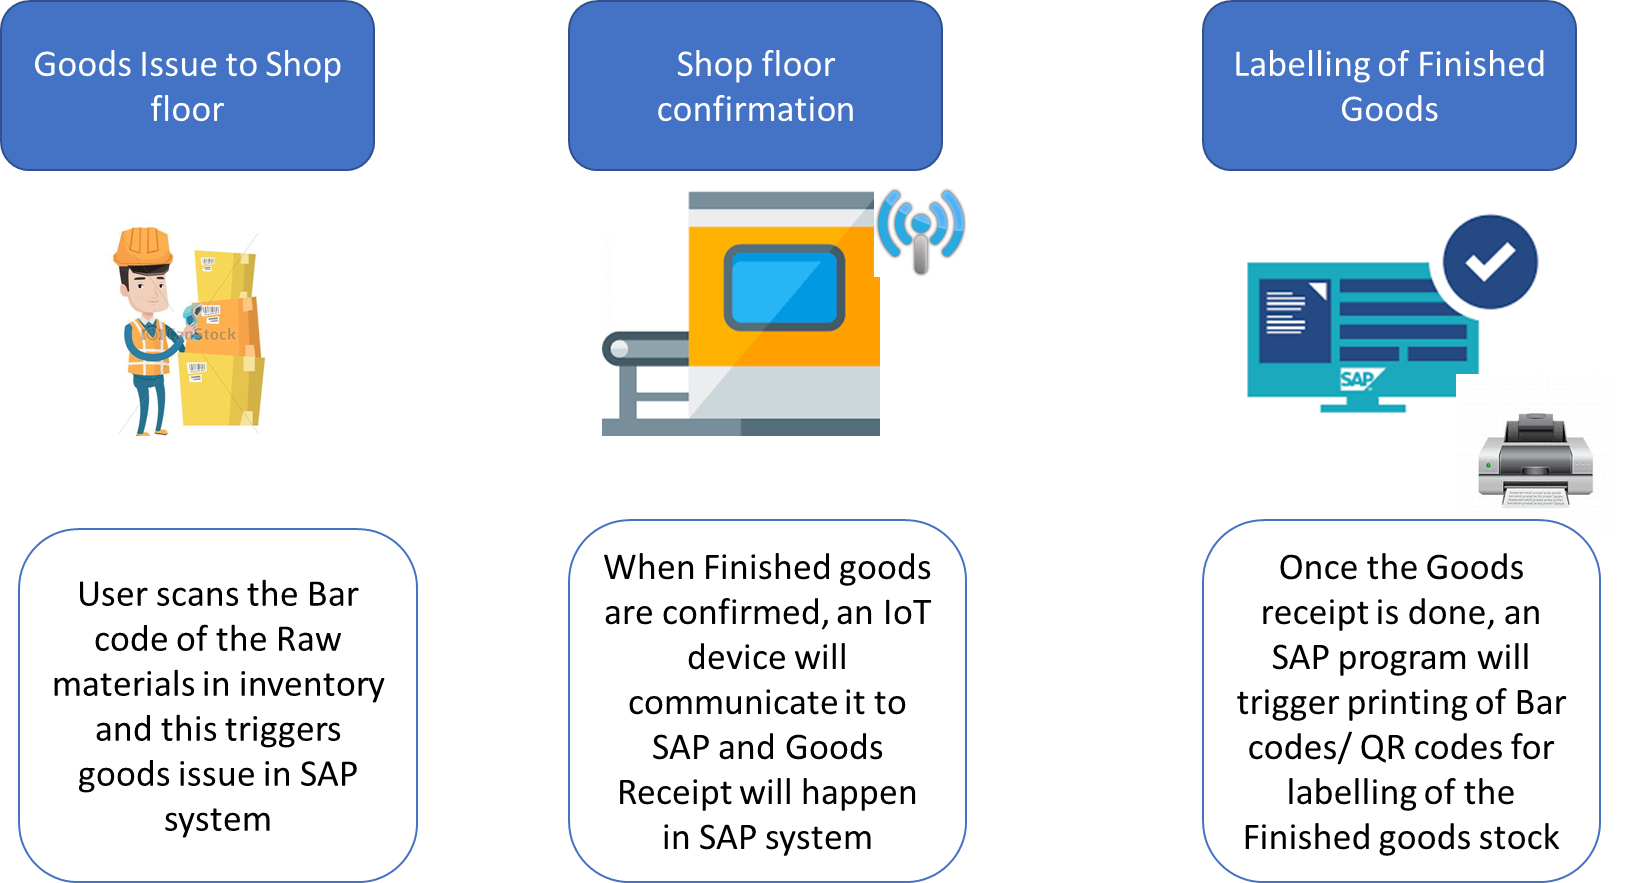 Goods Issue to Shop
floor
Shop floor
confirmation
Labelling of Finished
Goods
SAP
User scans the Bar
code of the Raw
materials in inventory
and this triggers
goods issue in SAP
system
When Finished goods
are confirmed, an IoT
device will
communicate it to
SAP and Goods
Receipt will happen
in SAP system
Once the Goods
receipt is done, an
SAP program will
trigger printing of Bar
codes/ QR codes for
labelling of the
Finished goods stock